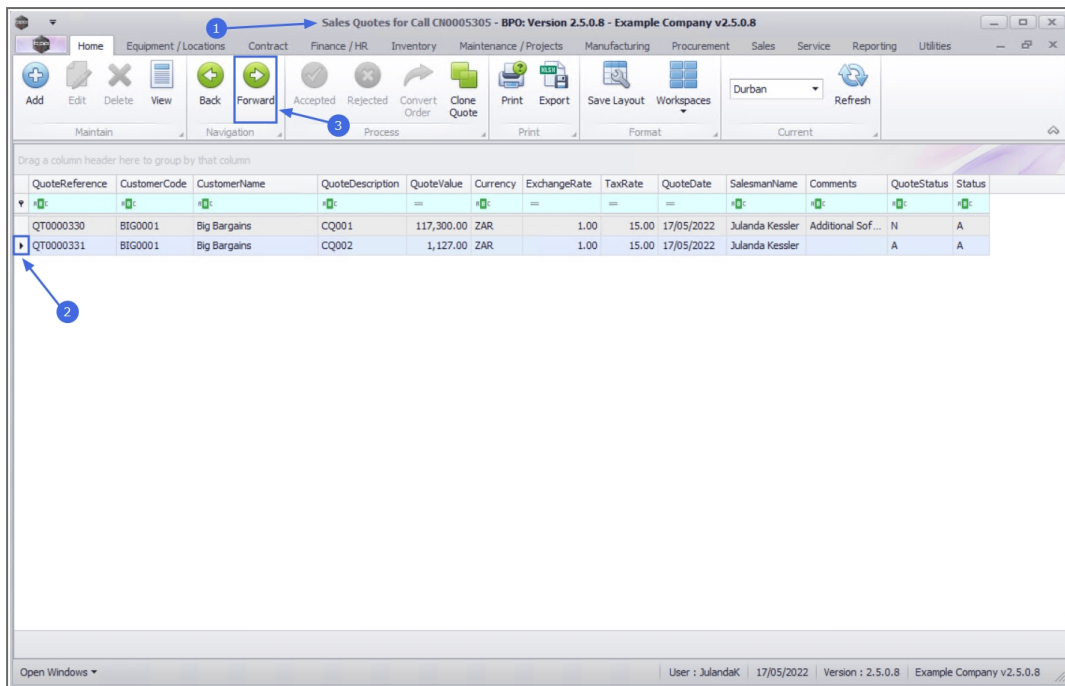 1
Sales Quotes for Call CN0005305 - BPO: Version 2.5.0.8 - Example Company v2.5.0.8
Home Equipment / Locations Contract Finance / HR Inventory Maintenance / Projects Manufacturing Procurement Sales Service Reporting Utilities
Add Edit Delete View Back Forward Accepted Rejected Convert Order Clone Quote Print Export Save Layout Workspaces Durban Refresh
3
Maintain Navigation Process Print Format Current
Drag a column header here to group by that column
QuoteReference CustomerCode CustomerName QuoteDescription QuoteValue Currency ExchangeRate TaxRate QuoteDate SalesmanName Comments QuoteStatus Status
QT0000330 BIG0001 Big Bargains CQ001 117,300.00 ZAR 1.00 15.00 17/05/2022 Julanda Kessler Additional Sof... N A
QT0000331 BIG0001 Big Bargains CQ002 1,127.00 ZAR 1.00 15.00 17/05/2022 Julanda Kessler A A
2
Open Windows User : JulandaK 17/05/2022 Version : 2.5.0.8 Example Company v2.5.0.8